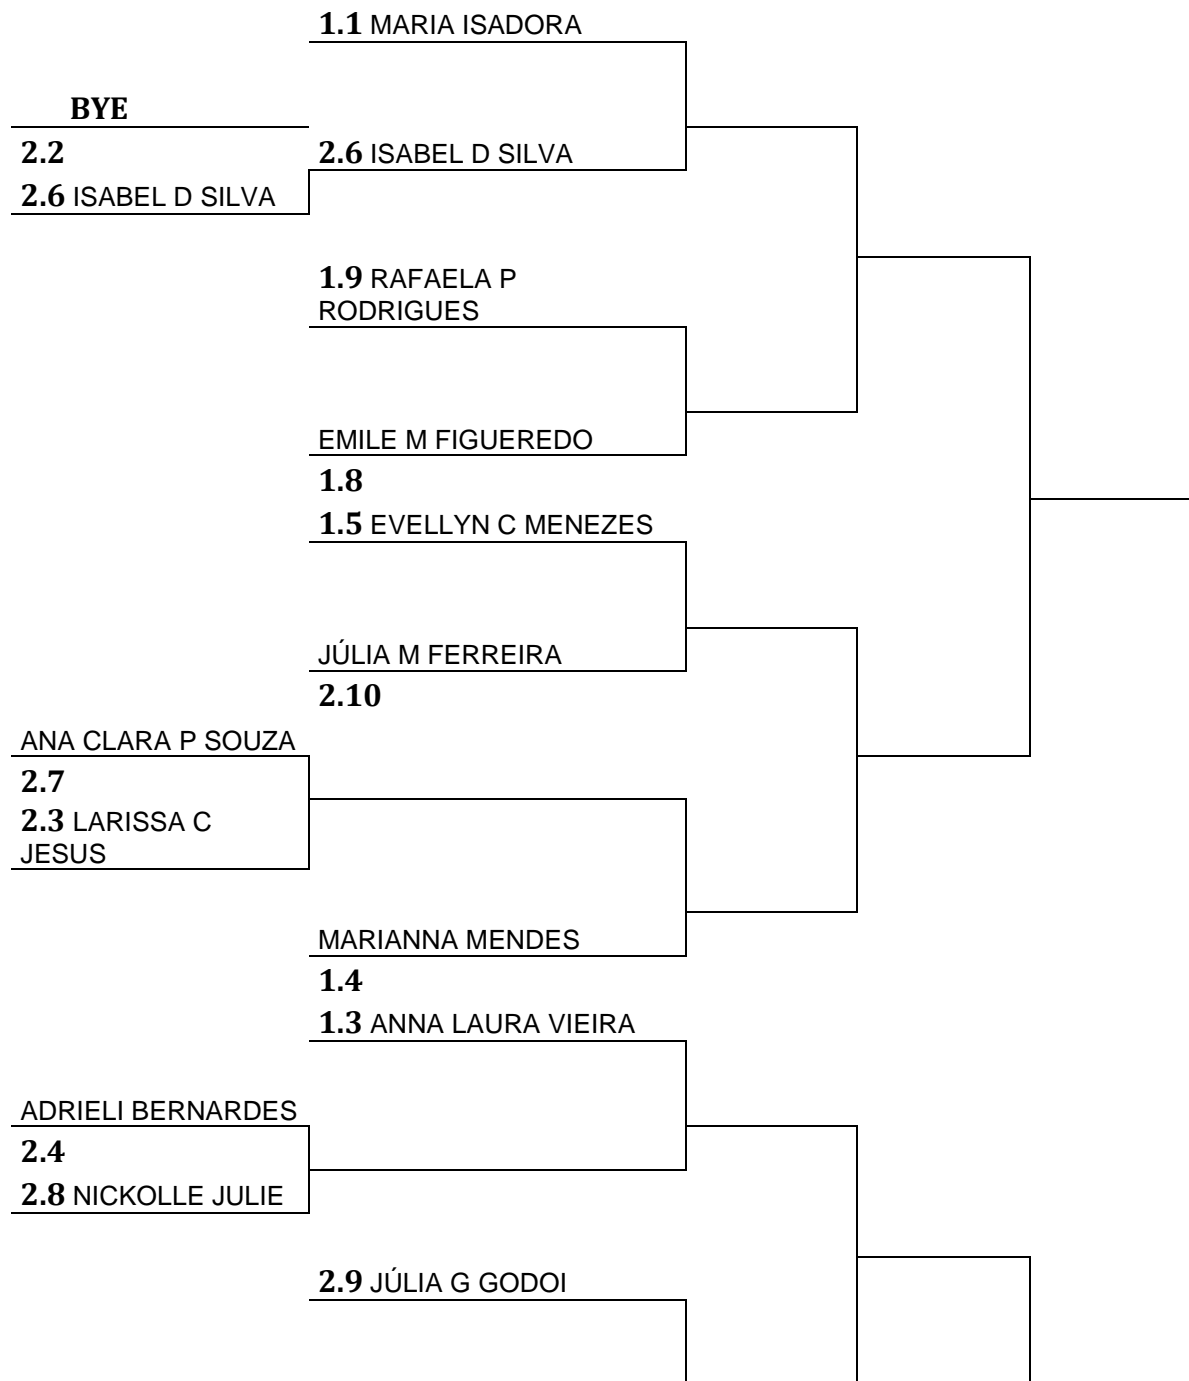 1.1 MARIA ISADORA
BYE
2.2
2.6 ISABEL D SILVA
2.6 ISABEL D SILVA
1.9 RAFAELA P
RODRIGUES
EMILE M FIGUEREDO
1.8
1.5 EVELLYN C MENEZES
JÚLIA M FERREIRA
2.10
ANA CLARA P SOUZA
2.7
2.3 LARISSA C
JESUS
MARIANNA MENDES
1.4
1.3 ANNA LAURA VIEIRA
ADRIELI BERNARDES
2.4
2.8 NICKOLLE JULIE
2.9 JÚLIA G GODOI